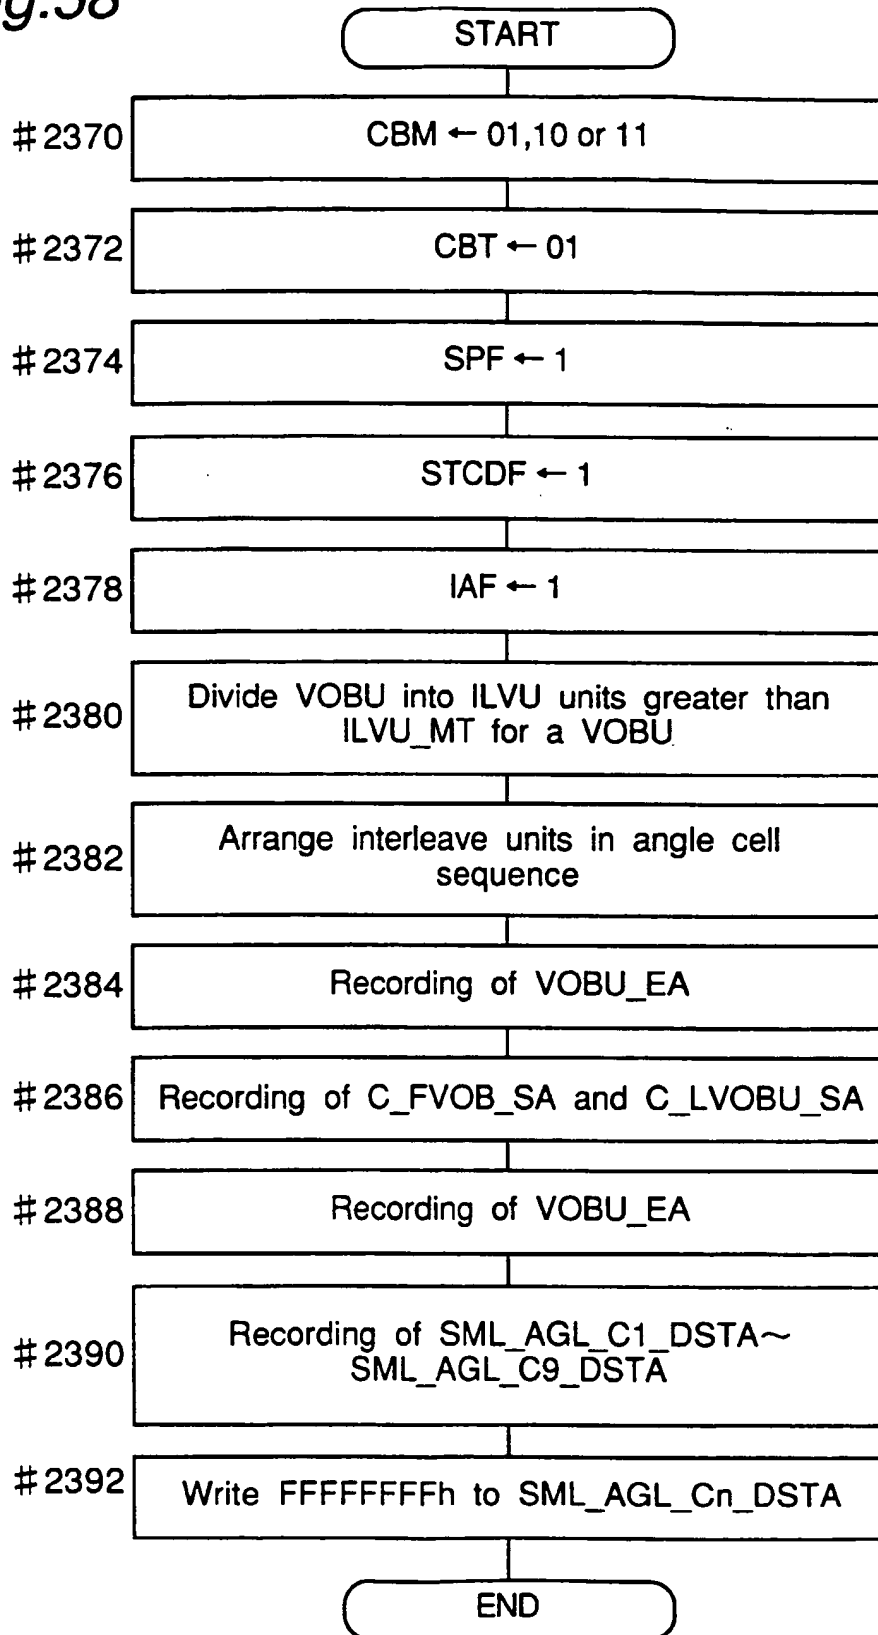 g.58
START
#2370 CBM ← 01,10 or 11
#2372 CBT ← 01
#2374 SPF ← 1
#2376 STCDF ← 1
#2378 IAF ← 1
#2380 Divide VOBU into ILVU units greater than
ILVU_MT for a VOBU
#2382 Arrange interleave units in angle cell
sequence
#2384 Recording of VOBU_EA
#2386 Recording of C_FVOB_SA and C_LVOBU_SA
#2388 Recording of VOBU_EA
#2390 Recording of SML_AGL_C1_DSTA~
SML_AGL_C9_DSTA
#2392 Write FFFFFFFFh to SML_AGL_Cn_DSTA
END